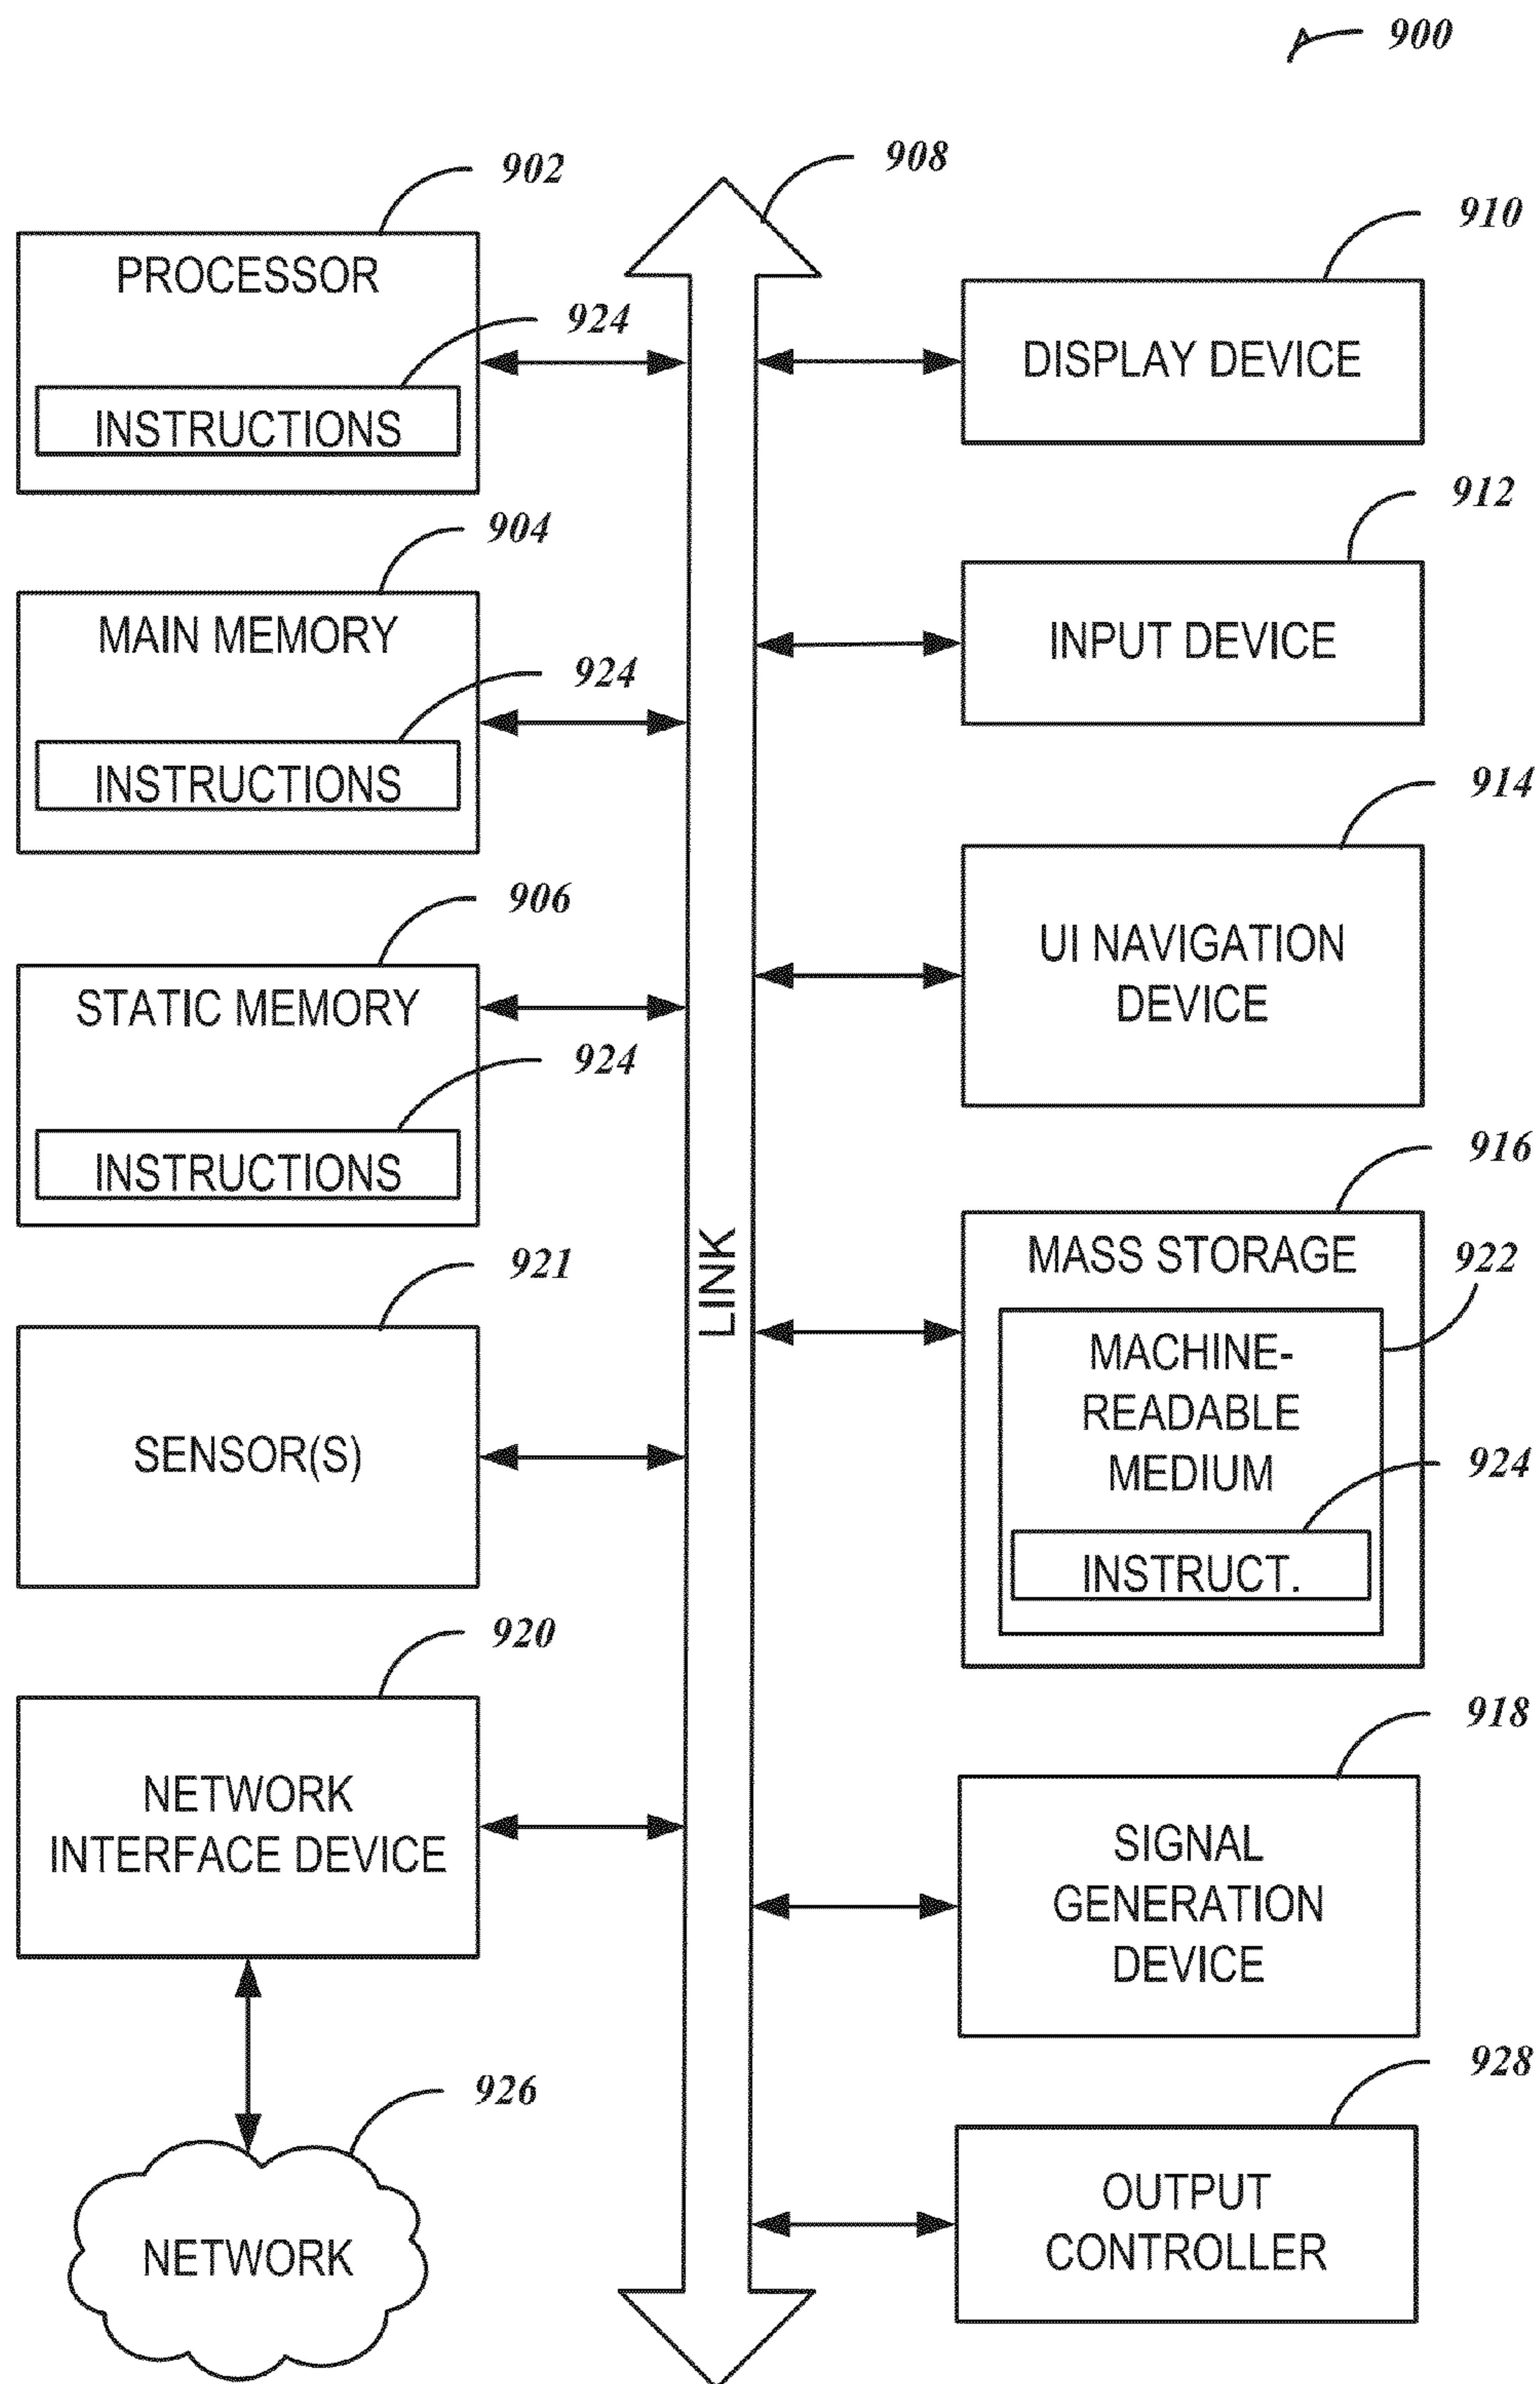 900
908
902
PROCESSOR
924
INSTRUCTIONS
904
MAIN MEMORY
924
INSTRUCTIONS
906
STATIC MEMORY
924
INSTRUCTIONS
921
SENSOR(S)
920
NETWORK
INTERFACE DEVICE
926
NETWORK
LINK
910
DISPLAY DEVICE
912
INPUT DEVICE
914
UI NAVIGATION
DEVICE
916
MASS STORAGE
922
MACHINE-
READABLE
MEDIUM
924
INSTRUCT.
918
SIGNAL
GENERATION
DEVICE
928
OUTPUT
CONTROLLER